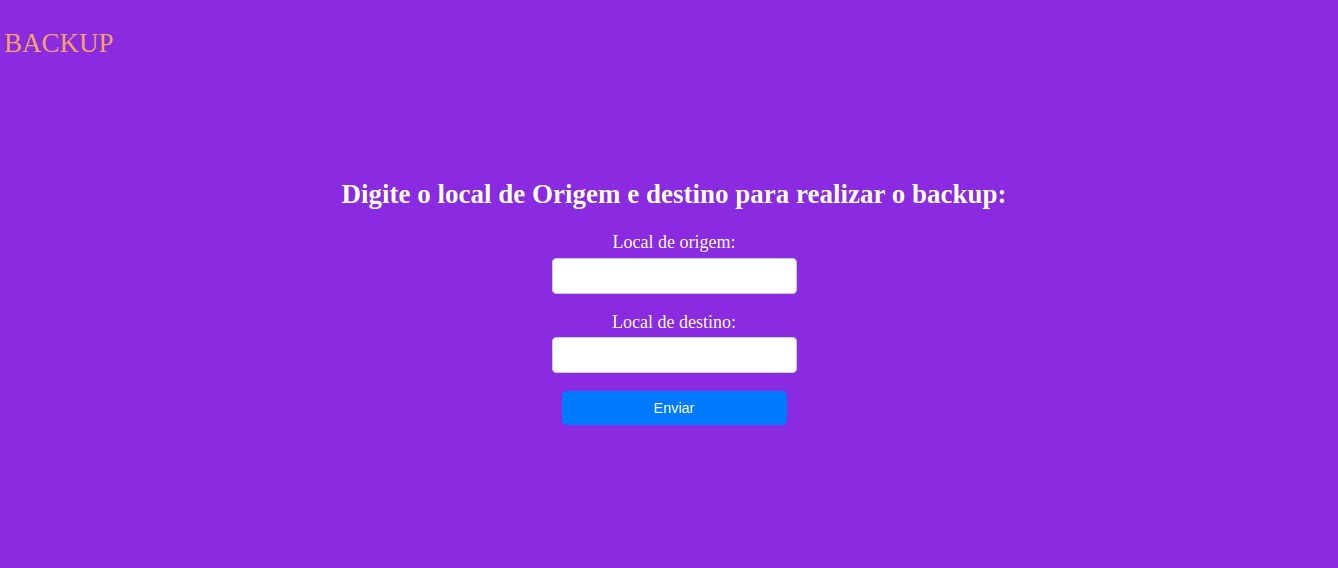 BACKUP
Digite o local de Origem e destino para realizar o backup:
Local de origem:
Local de destino:
Enviar